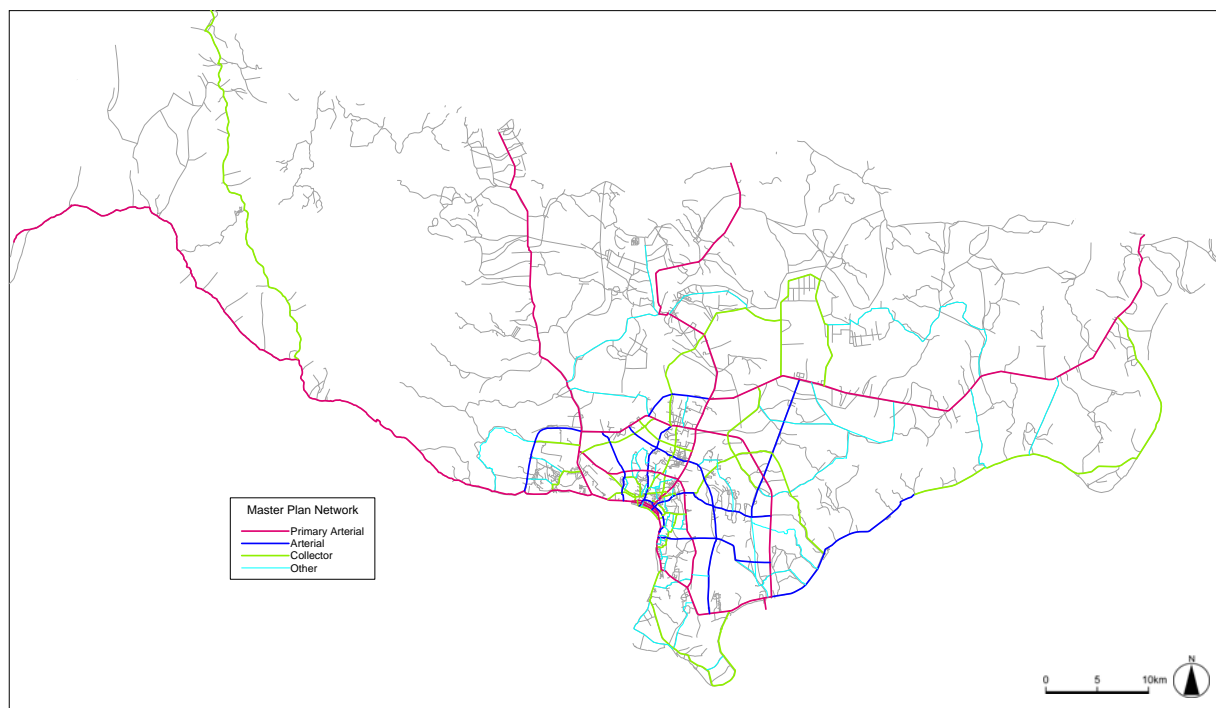 Master Plan Network
Primary Arterial
Arterial
Collector
Other
N
0 5 10km